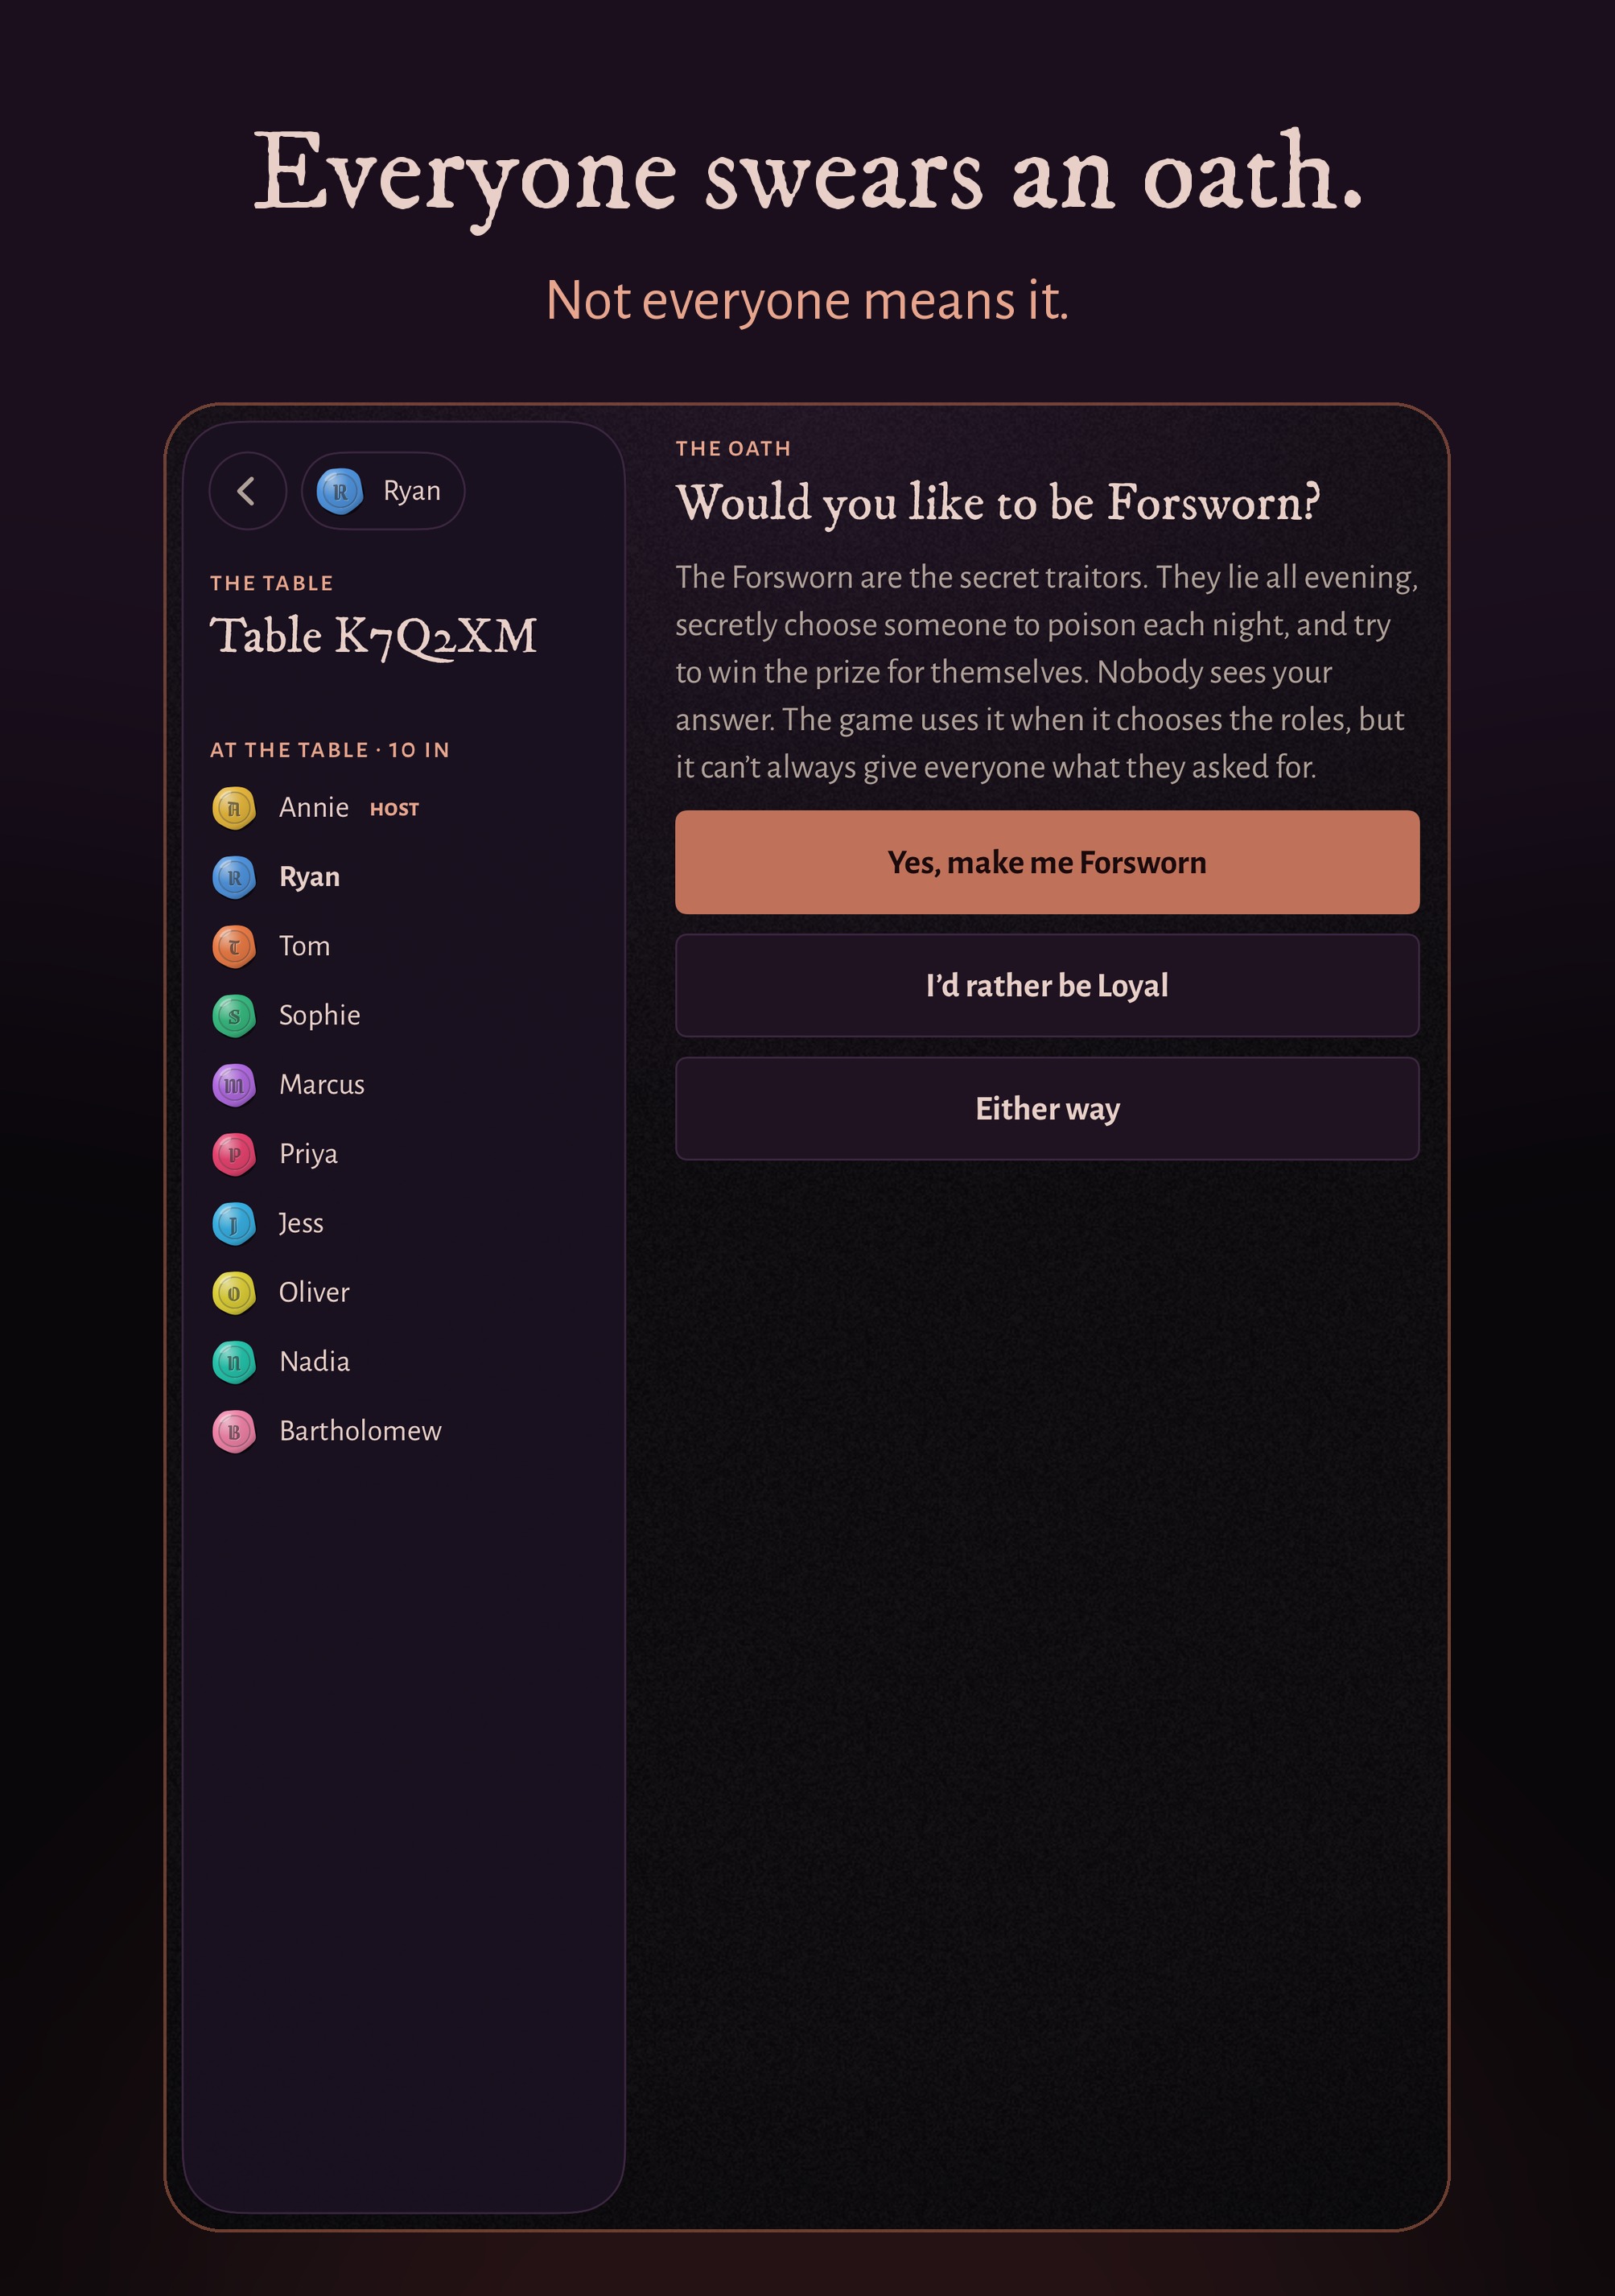 Everyone swears an oath.
Not everyone means it.
R Ryan
THE TABLE
Table K7Q2XM
AT THE TABLE · 10 IN
A Annie HOST
R Ryan
T Tom
S Sophie
M Marcus
P Priya
J Jess
O Oliver
N Nadia
B Bartholomew
THE OATH
Would you like to be Forsworn?
The Forsworn are the secret traitors. They lie all evening,
secretly choose someone to poison each night, and try
to win the prize for themselves. Nobody sees your
answer. The game uses it when it chooses the roles, but
it can’t always give everyone what they asked for.
Yes, make me Forsworn
I’d rather be Loyal
Either way